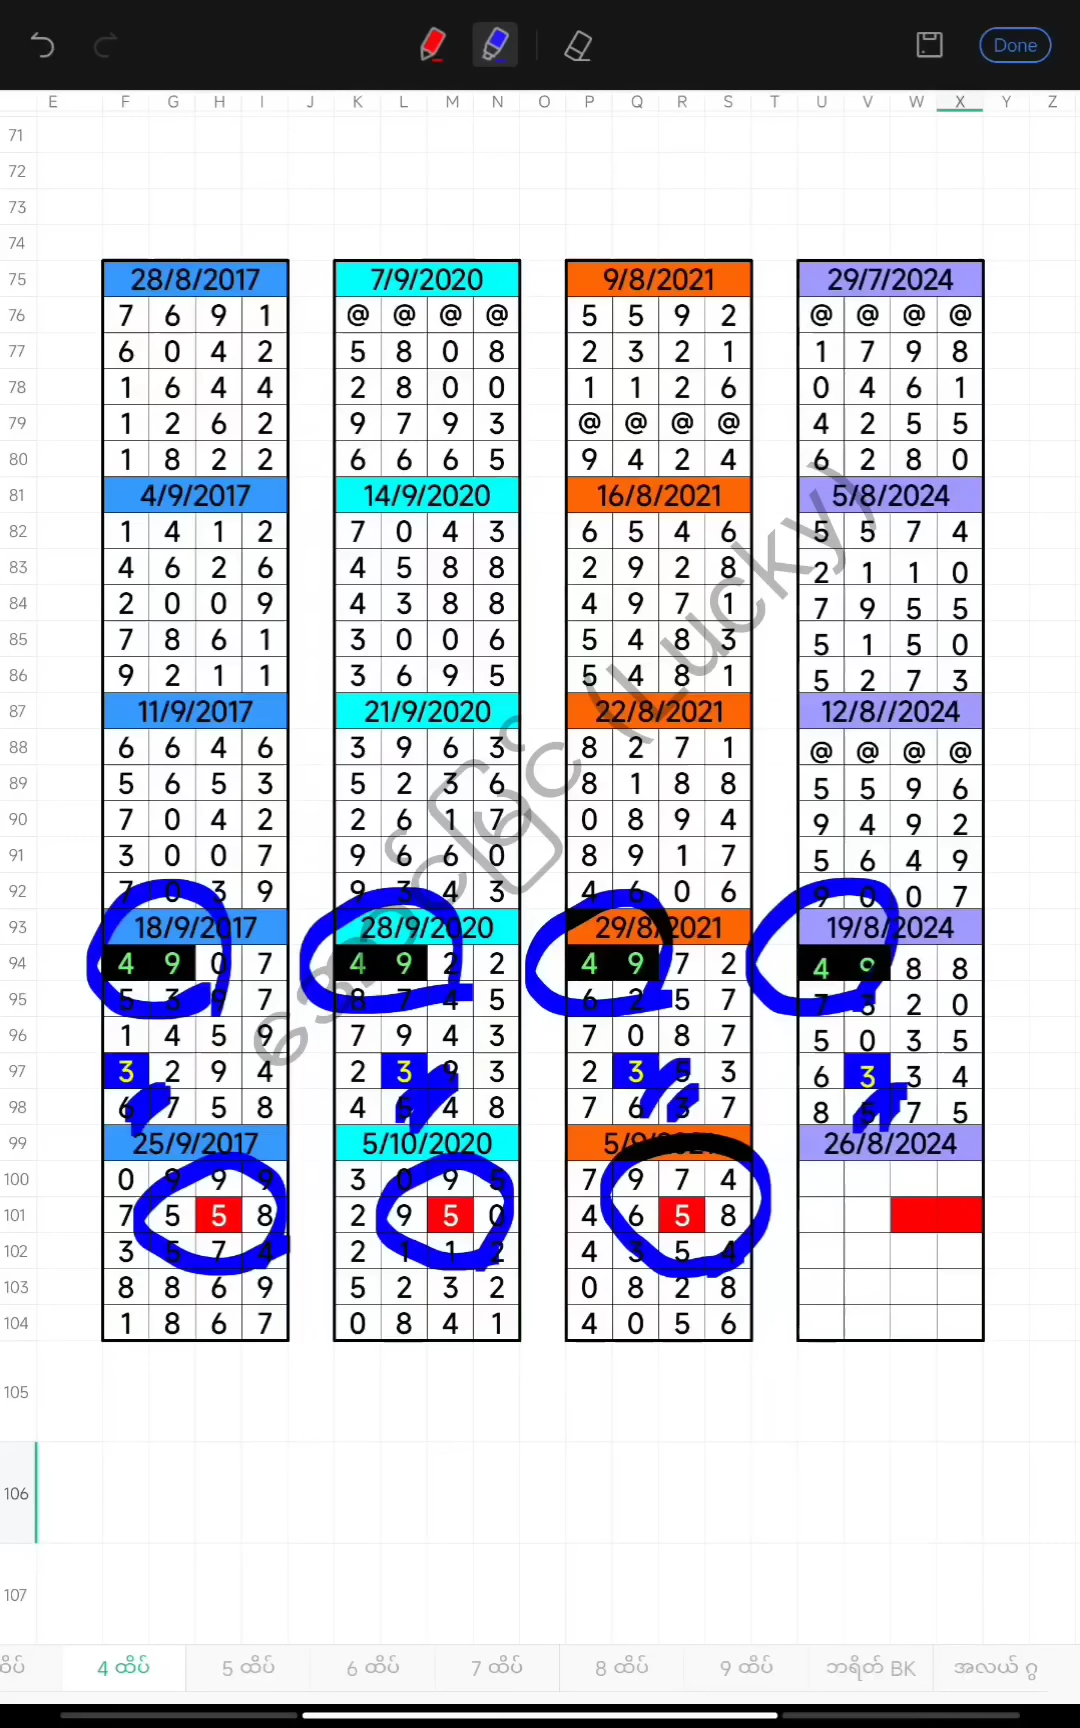 Done
E F G H I J K L M N O P Q R S T U V W X Y Z
71
72
73
74
75 28/8/2017 7/9/2020 9/8/2021 29/7/2024
76 7 6 9 1 @ @ @ @ 5 5 9 2 @ @ @ @
77 6 0 4 2 5 8 0 8 2 3 2 1 1 7 9 8
78 1 6 4 4 2 8 0 0 1 1 2 6 0 4 6 1
79 1 2 6 2 9 7 9 3 @ @ @ @ 4 2 5 5
80 1 8 2 2 6 6 6 5 9 4 2 4 6 2 8 0
81 4/9/2017 14/9/2020 16/8/2021 5/8/2024
82 1 4 1 2 7 0 4 3 6 5 4 6 5 5 7 4
83 4 6 2 6 4 5 8 8 2 9 2 8 2 1 1 0
84 2 0 0 9 4 3 8 8 4 9 7 1 7 9 5 5
85 7 8 6 1 3 0 0 6 5 4 8 3 5 1 5 0
86 9 2 1 1 3 6 9 5 5 4 8 1 5 2 7 3
87 11/9/2017 21/9/2020 22/8/2021 12/8//2024
88 6 6 4 6 3 9 6 3 8 2 7 1 @ @ @ @
89 5 6 5 3 5 2 3 6 8 1 8 8 5 5 9 6
90 7 0 4 2 2 6 1 7 0 8 9 4 9 4 9 2
91 3 0 0 7 9 6 6 0 8 9 1 7 5 6 4 9
92 7 0 3 9 9 3 4 3 4 6 0 6 9 0 0 7
93 18/9/2017 28/9/2020 29/8/2021 19/8/2024
94 4 9 0 7 4 9 2 2 4 9 7 2 4 9 8 8
95 5 3 9 7 8 7 4 5 6 2 5 7 7 3 2 0
96 1 4 5 9 7 9 4 3 7 0 8 7 5 0 3 5
97 3 2 9 4 2 3 9 3 2 3 5 3 6 3 3 4
98 6 7 5 8 4 5 4 8 7 6 3 7 8 5 7 5
99 25/9/2017 5/10/2020 5/9/2021 26/8/2024
100 0 9 9 9 3 0 9 5 7 9 7 4
101 7 5 5 8 2 9 5 0 4 6 5 8
102 3 5 7 4 2 1 1 2 4 3 5 4
103 8 8 6 9 5 2 3 2 0 8 2 8
104 1 8 6 7 0 8 4 1 4 0 5 6
105
106
107
(Lucky)
4 ထိပ် 5 ထိပ် 6 ထိပ် 7 ထိပ် 8 ထိပ် 9 ထိပ် ဘရိတ် BK